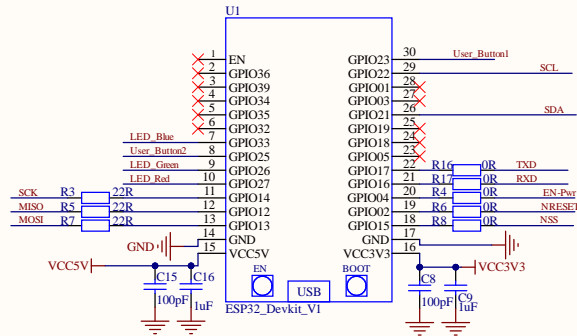 U1
1 EN GPIO23 30 User_Button1
2 GPIO36 GPIO22 29 SCL
3 GPIO39 GPIO01 28
4 GPIO34 GPIO03 27
5 GPIO35 GPIO21 26 SDA
6 GPIO32 GPIO19 25
LED_Blue 7 GPIO33 GPIO18 24
User_Button2 8 GPIO25 GPIO05 23
LED_Green 9 GPIO26 GPIO17 22 R16 0R TXD
LED_Red 10 GPIO27 GPIO16 21 R17 0R RXD
SCK R3 22R 11 GPIO14 GPIO04 20 R4 0R EN-Pwr
MISO R5 22R 12 GPIO12 GPIO02 19 R6 0R NRESET
MOSI R7 22R 13 GPIO13 GPIO15 18 R8 0R NSS
GND 14 GND GND 17
VCC5V 15 VCC5V VCC3V3 16 VCC3V3
C15 C16 EN BOOT C8 C9
100pF 1uF USB 100pF 1uF
ESP32_Devkit_V1